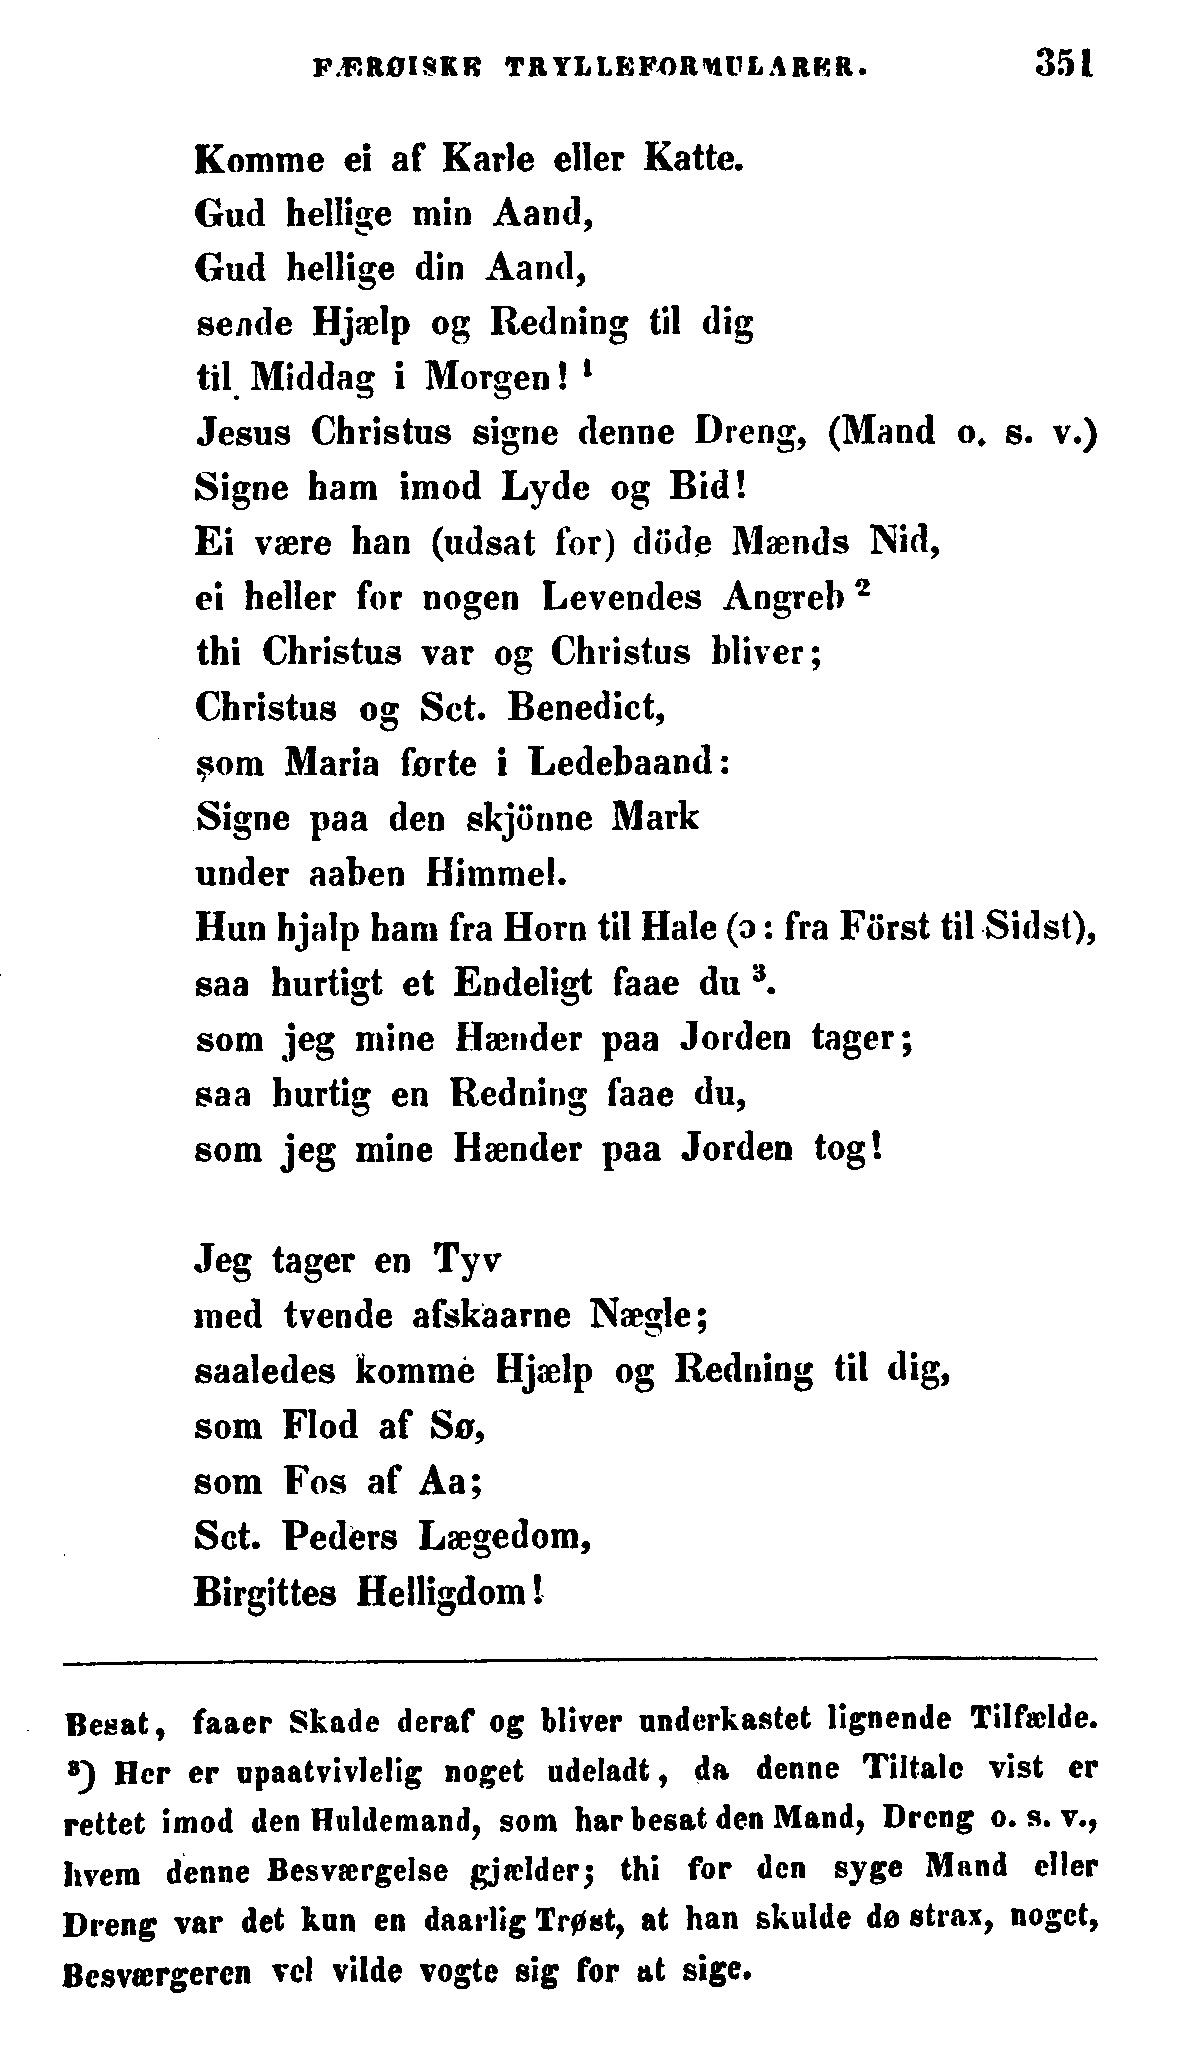 FÆRØISKE TRYLLEFORMULARER. 351
Komme ei af Karle eller Katte.
Gud hellige min Aand,
Gud hellige din Aand,
sende Hjælp og Redning til dig
til Middag i Morgen! ¹
Jesus Christus signe denne Dreng, (Mand o. s. v.)
Signe ham imod Lyde og Bid!
Ei være han (udsat for) döde Mænds Nid,
ei heller for nogen Levendes Angreb ²
thi Christus var og Christus bliver;
Christus og Sct. Benedict,
som Maria førte i Ledebaand:
Signe paa den skjönne Mark
under aaben Himmel.
Hun hjalp ham fra Horn til Hale (ɔ: fra Först til Sidst),
saa hurtigt et Endeligt faae du ³.
som jeg mine Hænder paa Jorden tager;
saa hurtig en Redning faae du,
som jeg mine Hænder paa Jorden tog!
Jeg tager en Tyv
med tvende afskaarne Nægle;
saaledes komme Hjælp og Redning til dig,
som Flod af Sø,
som Fos af Aa;
Sct. Peders Lægedom,
Birgittes Helligdom!
Besat, faaer Skade deraf og bliver underkastet lignende Tilfælde.
³) Her er upaatvivlelig noget udeladt, da denne Tiltale vist er
rettet imod den Huldemand, som har besat den Mand, Dreng o. s. v.,
hvem denne Besværgelse gjælder; thi for den syge Mand eller
Dreng var det kun en daarlig Trøst, at han skulde dø strax, noget,
Besværgeren vel vilde vogte sig for at sige.